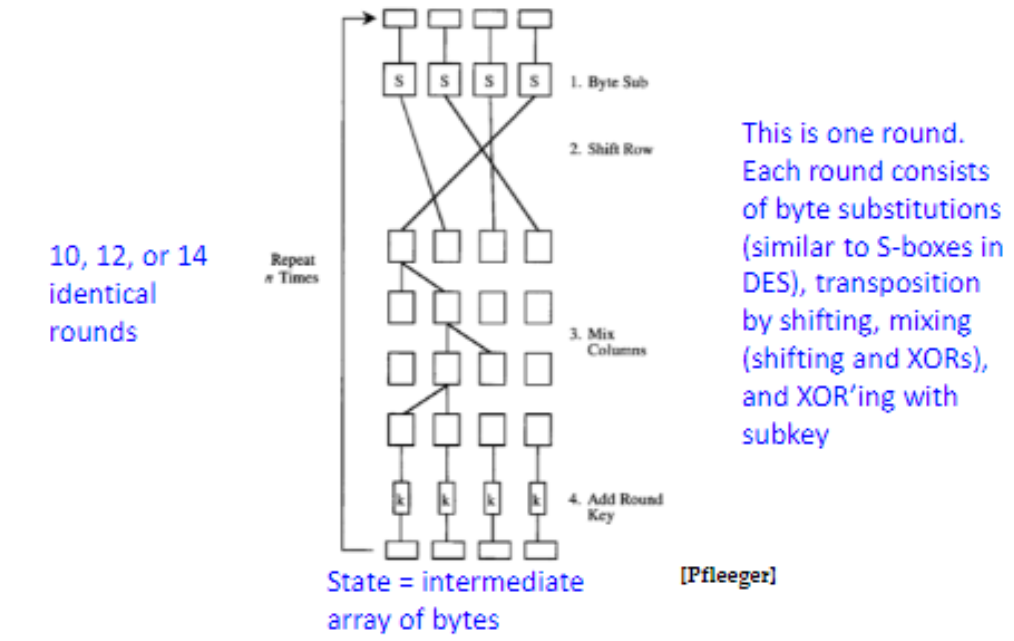 S S S S
1. Byte Sub
2. Shift Row
This is one round.
Each round consists
of byte substitutions
(similar to S-boxes in
DES), transposition
by shifting, mixing
(shifting and XORs),
and XOR'ing with
subkey
10, 12, or 14
identical
rounds
Repeat
n Times
3. Mix
Columns
k k k k
4. Add Round
Key
State = intermediate
array of bytes
[Pfleeger]